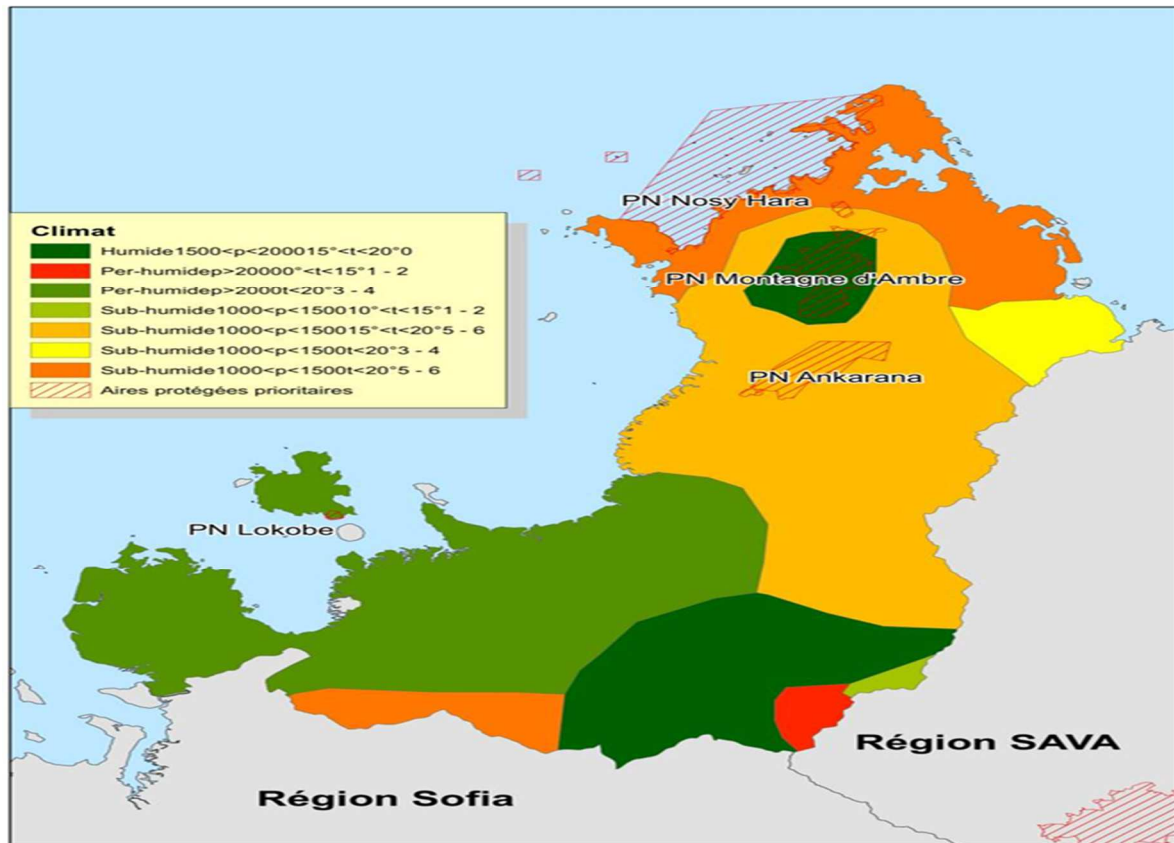 PN Nosy Hara
Climat
Humide1500<p<200015°<t<20°0
Per-humidep>20000°<t<15°1 - 2
Per-humidep>2000t<20°3 - 4
Sub-humide1000<p<150010°<t<15°1 - 2
Sub-humide1000<p<150015°<t<20°5 - 6
Sub-humide1000<p<1500t<20°3 - 4
Sub-humide1000<p<1500t<20°5 - 6
Aires protégées prioritaires
PN Montagne d'Ambre
PN Ankarana
PN Lokobe
Région SAVA
Région Sofia